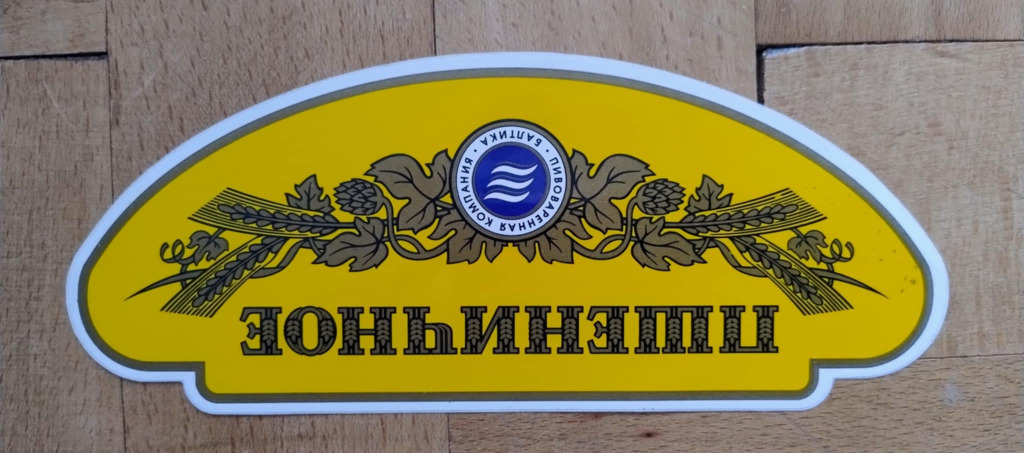 ПШЕНИЧНОЕ
ПИВОВАРЕННАЯ КОМПАНИЯ
• БАЛТИКА •